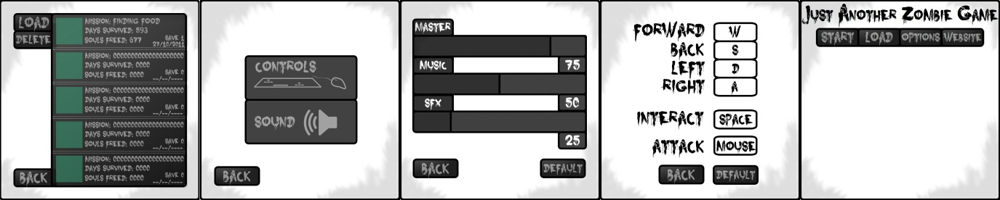 LOAD
DELETE
MISSION: FINDING FOOD
DAYS SURVIVED: 593
SOULS FREED: 677
SAVE 1
27/10/2011
MISSION: 00000000000000000000
DAYS SURVIVED: 0000
SOULS FREED: 0000
SAVE 0
--/--/----
MISSION: 00000000000000000000
DAYS SURVIVED: 0000
SOULS FREED: 0000
SAVE 0
--/--/----
MISSION: 00000000000000000000
DAYS SURVIVED: 0000
SOULS FREED: 0000
SAVE 0
--/--/----
MISSION: 00000000000000000000
DAYS SURVIVED: 0000
SOULS FREED: 0000
SAVE 0
--/--/----
BACK
CONTROLS
SOUND
BACK
MASTER
MUSIC 75
SFX 50
25
BACK DEFAULT
FORWARD W
BACK S
LEFT D
RIGHT A
INTERACT SPACE
ATTACK MOUSE
BACK DEFAULT
JUST ANOTHER ZOMBIE GAME
START LOAD OPTIONS WEBSITE